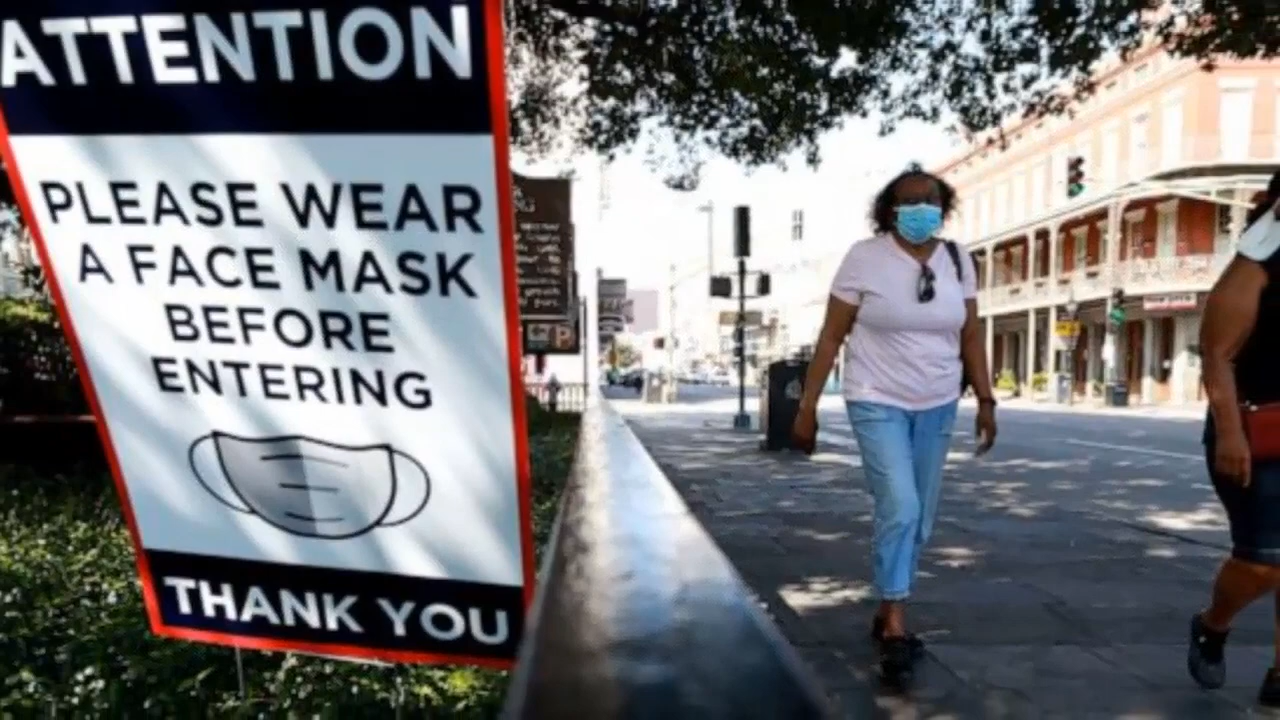 ATTENTION
PLEASE WEAR
A FACE MASK
BEFORE
ENTERING
THANK YOU
P